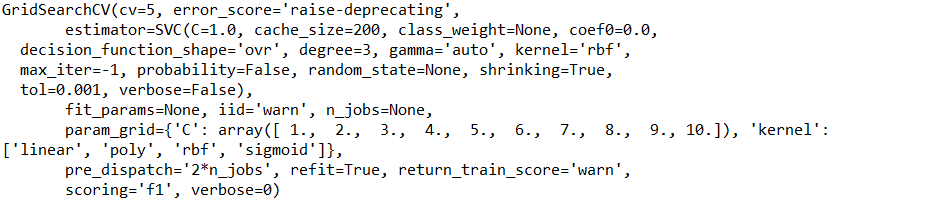 GridSearchCV(cv=5, error_score='raise-deprecating',
       estimator=SVC(C=1.0, cache_size=200, class_weight=None, coef0=0.0,
  decision_function_shape='ovr', degree=3, gamma='auto', kernel='rbf',
  max_iter=-1, probability=False, random_state=None, shrinking=True,
  tol=0.001, verbose=False),
       fit_params=None, iid='warn', n_jobs=None,
       param_grid={'C': array([ 1.,  2.,  3.,  4.,  5.,  6.,  7.,  8.,  9., 10.]), 'kernel':
['linear', 'poly', 'rbf', 'sigmoid']},
       pre_dispatch='2*n_jobs', refit=True, return_train_score='warn',
       scoring='f1', verbose=0)